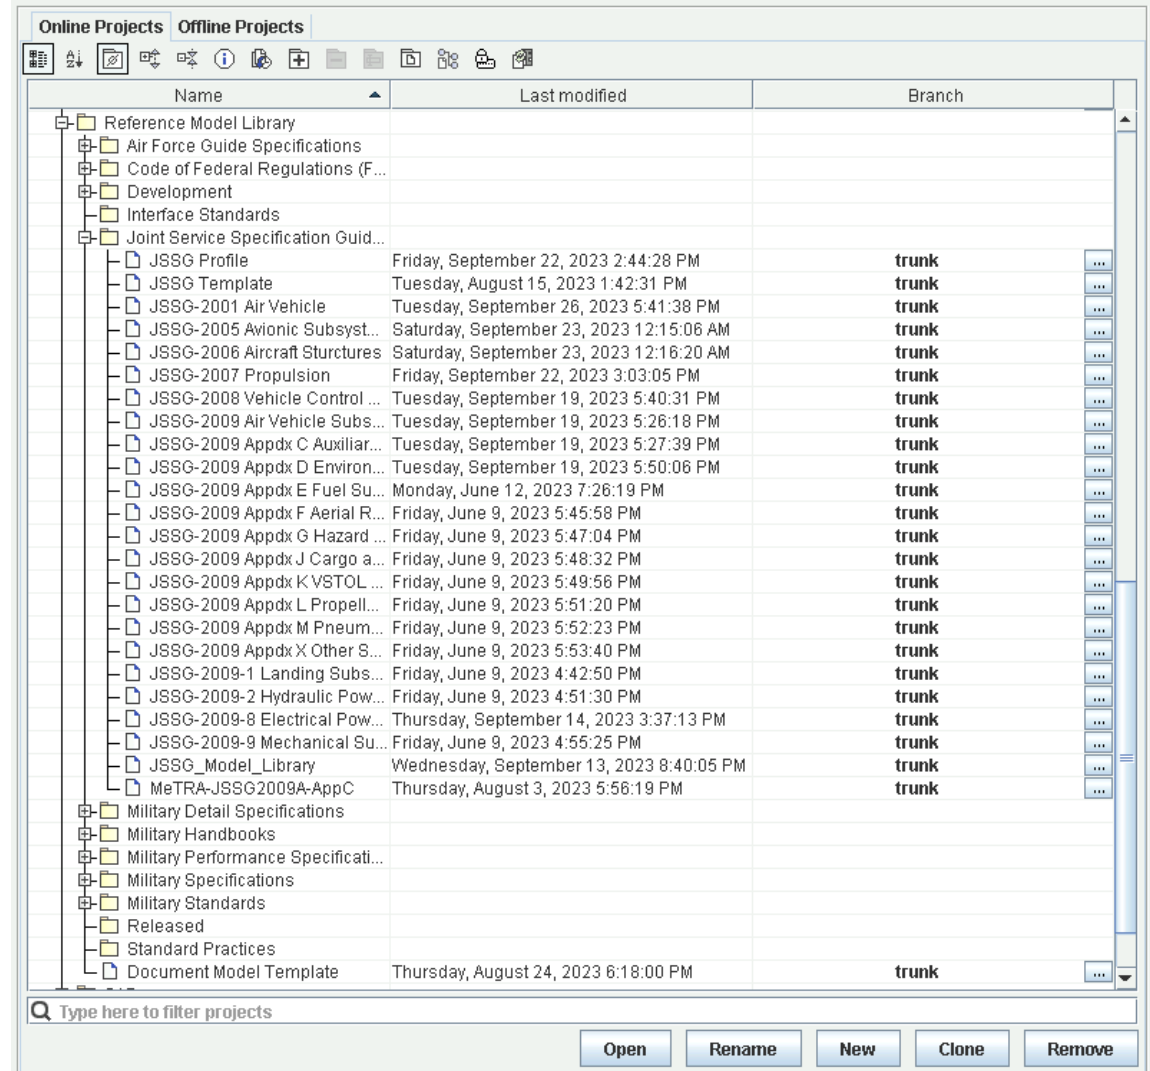 Online Projects Offline Projects
Name Last modified Branch
Reference Model Library
Air Force Guide Specifications
Code of Federal Regulations (F...
Development
Interface Standards
Joint Service Specification Guid...
JSSG Profile Friday, September 22, 2023 2:44:28 PM trunk ...
JSSG Template Tuesday, August 15, 2023 1:42:31 PM trunk ...
JSSG-2001 Air Vehicle Tuesday, September 26, 2023 5:41:38 PM trunk ...
JSSG-2005 Avionic Subsyst... Saturday, September 23, 2023 12:15:06 AM trunk ...
JSSG-2006 Aircraft Sturctures Saturday, September 23, 2023 12:16:20 AM trunk ...
JSSG-2007 Propulsion Friday, September 22, 2023 3:03:05 PM trunk ...
JSSG-2008 Vehicle Control ... Tuesday, September 19, 2023 5:40:31 PM trunk ...
JSSG-2009 Air Vehicle Subs... Tuesday, September 19, 2023 5:26:18 PM trunk ...
JSSG-2009 Appdx C Auxiliar... Tuesday, September 19, 2023 5:27:39 PM trunk ...
JSSG-2009 Appdx D Environ... Tuesday, September 19, 2023 5:50:06 PM trunk ...
JSSG-2009 Appdx E Fuel Su... Monday, June 12, 2023 7:26:19 PM trunk ...
JSSG-2009 Appdx F Aerial R... Friday, June 9, 2023 5:45:58 PM trunk ...
JSSG-2009 Appdx G Hazard ... Friday, June 9, 2023 5:47:04 PM trunk ...
JSSG-2009 Appdx J Cargo a... Friday, June 9, 2023 5:48:32 PM trunk ...
JSSG-2009 Appdx K VSTOL ... Friday, June 9, 2023 5:49:56 PM trunk ...
JSSG-2009 Appdx L Propell... Friday, June 9, 2023 5:51:20 PM trunk ...
JSSG-2009 Appdx M Pneum... Friday, June 9, 2023 5:52:23 PM trunk ...
JSSG-2009 Appdx X Other S... Friday, June 9, 2023 5:53:40 PM trunk ...
JSSG-2009-1 Landing Subs... Friday, June 9, 2023 4:42:50 PM trunk ...
JSSG-2009-2 Hydraulic Pow... Friday, June 9, 2023 4:51:30 PM trunk ...
JSSG-2009-8 Electrical Pow... Thursday, September 14, 2023 3:37:13 PM trunk ...
JSSG-2009-9 Mechanical Su... Friday, June 9, 2023 4:55:25 PM trunk ...
JSSG_Model_Library Wednesday, September 13, 2023 8:40:05 PM trunk ...
MeTRA-JSSG2009A-AppC Thursday, August 3, 2023 5:56:19 PM trunk ...
Military Detail Specifications
Military Handbooks
Military Performance Specificati...
Military Specifications
Military Standards
Released
Standard Practices
Document Model Template Thursday, August 24, 2023 6:18:00 PM trunk ...
Type here to filter projects
Open Rename New Clone Remove